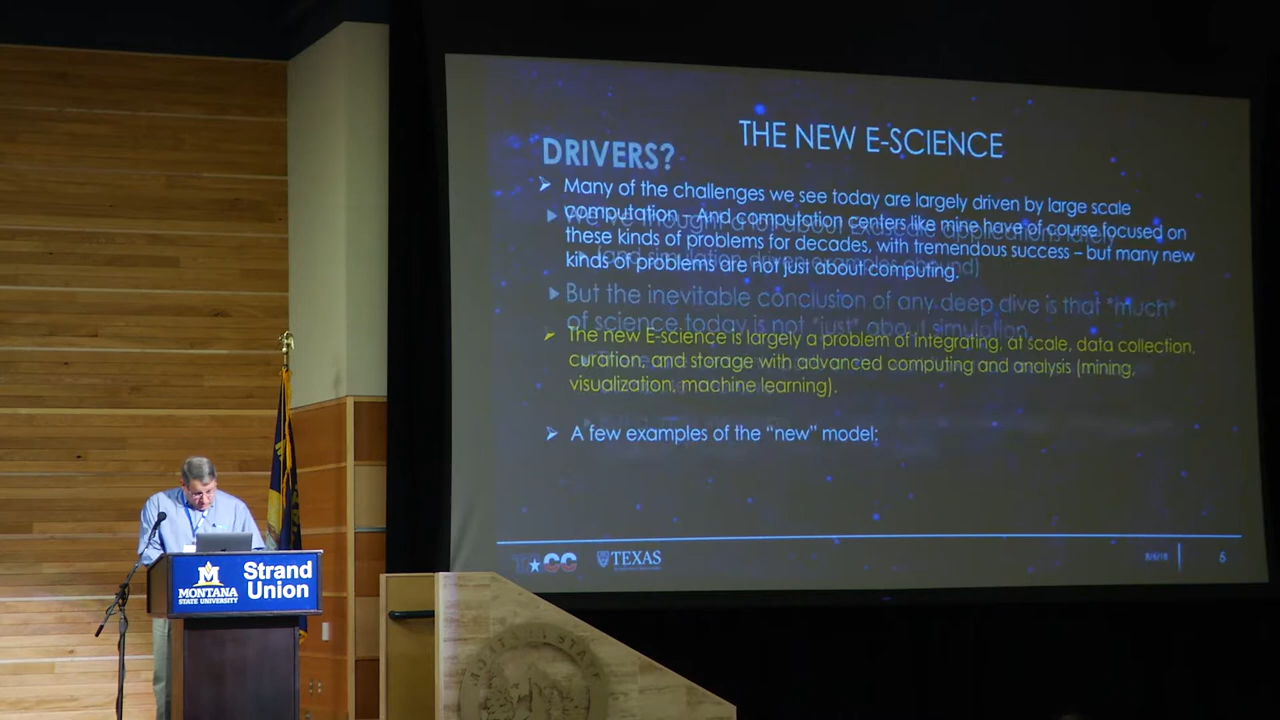 THE NEW E-SCIENCE
DRIVERS?
Many of the challenges we see today are largely driven by large scale
computation – And computation centers like mine have of course focused on
these kinds of problems for decades, with tremendous success – but many new
kinds of problems are not just about computing.
But the inevitable conclusion of any deep dive is that *much*
of science today is not *just* about simulation.
The new E-science is largely a problem of integrating, at scale, data collection,
curation, and storage with advanced computing and analysis (mining,
visualization, machine learning).
A few examples of the “new” model:
TACC
TEXAS
6
MONTANA
STATE UNIVERSITY
Strand
Union